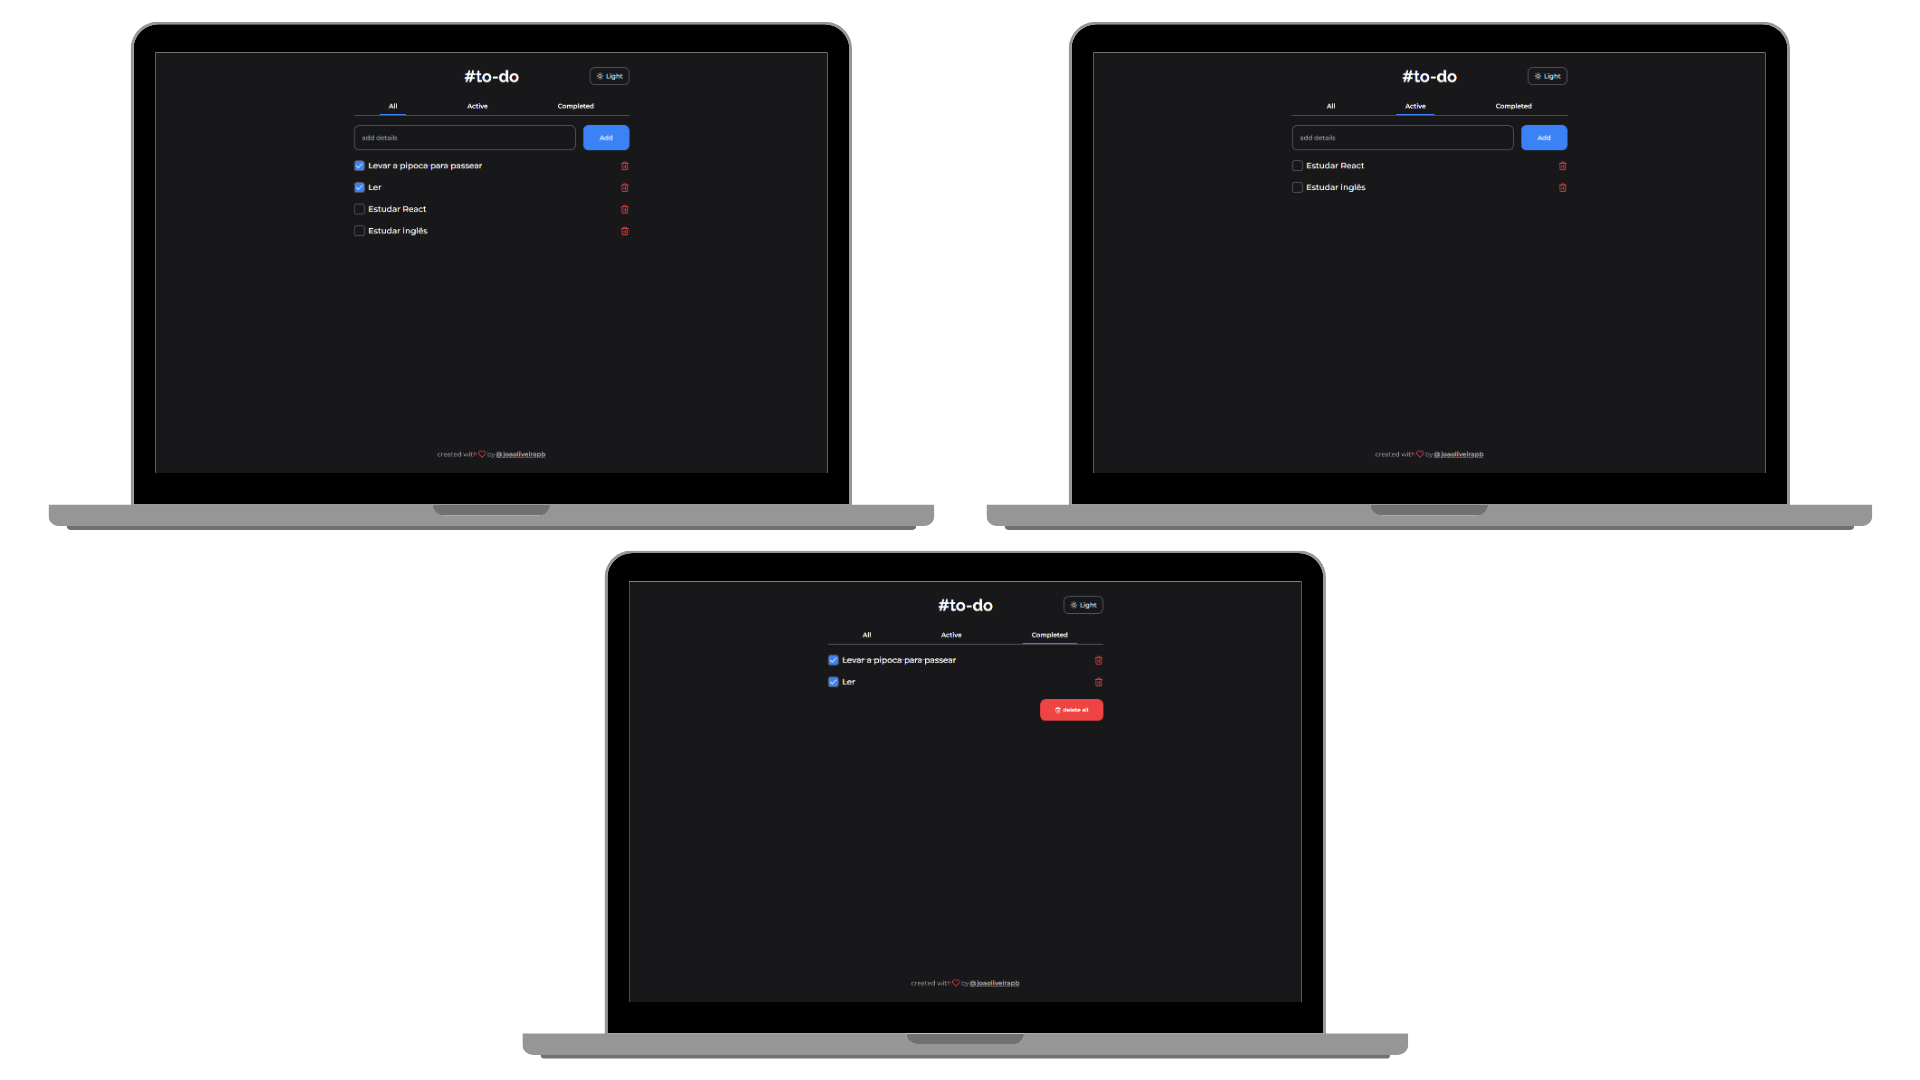 #to-do
Light
All Active Completed
add details Add
Levar a pipoca para passear
Ler
Estudar React
Estudar inglês
created with by @joaoliveirapb
#to-do
Light
All Active Completed
add details Add
Estudar React
Estudar inglês
created with by @joaoliveirapb
#to-do
Light
All Active Completed
Levar a pipoca para passear
Ler
delete all
created with by @joaoliveirapb